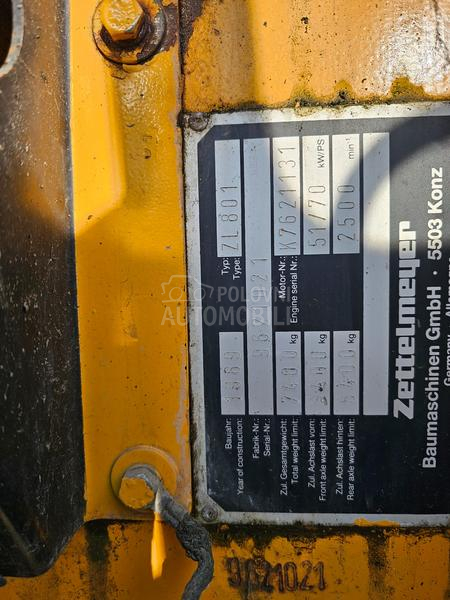 Zettelmeyer
Baumaschinen GmbH · 5503 Konz
Typ: ZL801
Type:
Baujahr:
Year of construction:
Fabrik-Nr.:
Serial-Nr.:
Motor-Nr.: K7621131
Engine serial Nr.:
51/70 kW/PS
2500 min-1
Zul. Gesamtgewicht: kg
Total weight limit:
Zul. Achslast vorn: kg
Front axle weight limit:
Zul. Achslast hinten: kg
Rear axle weight limit:
POLOVNI
AUTOMOBILI